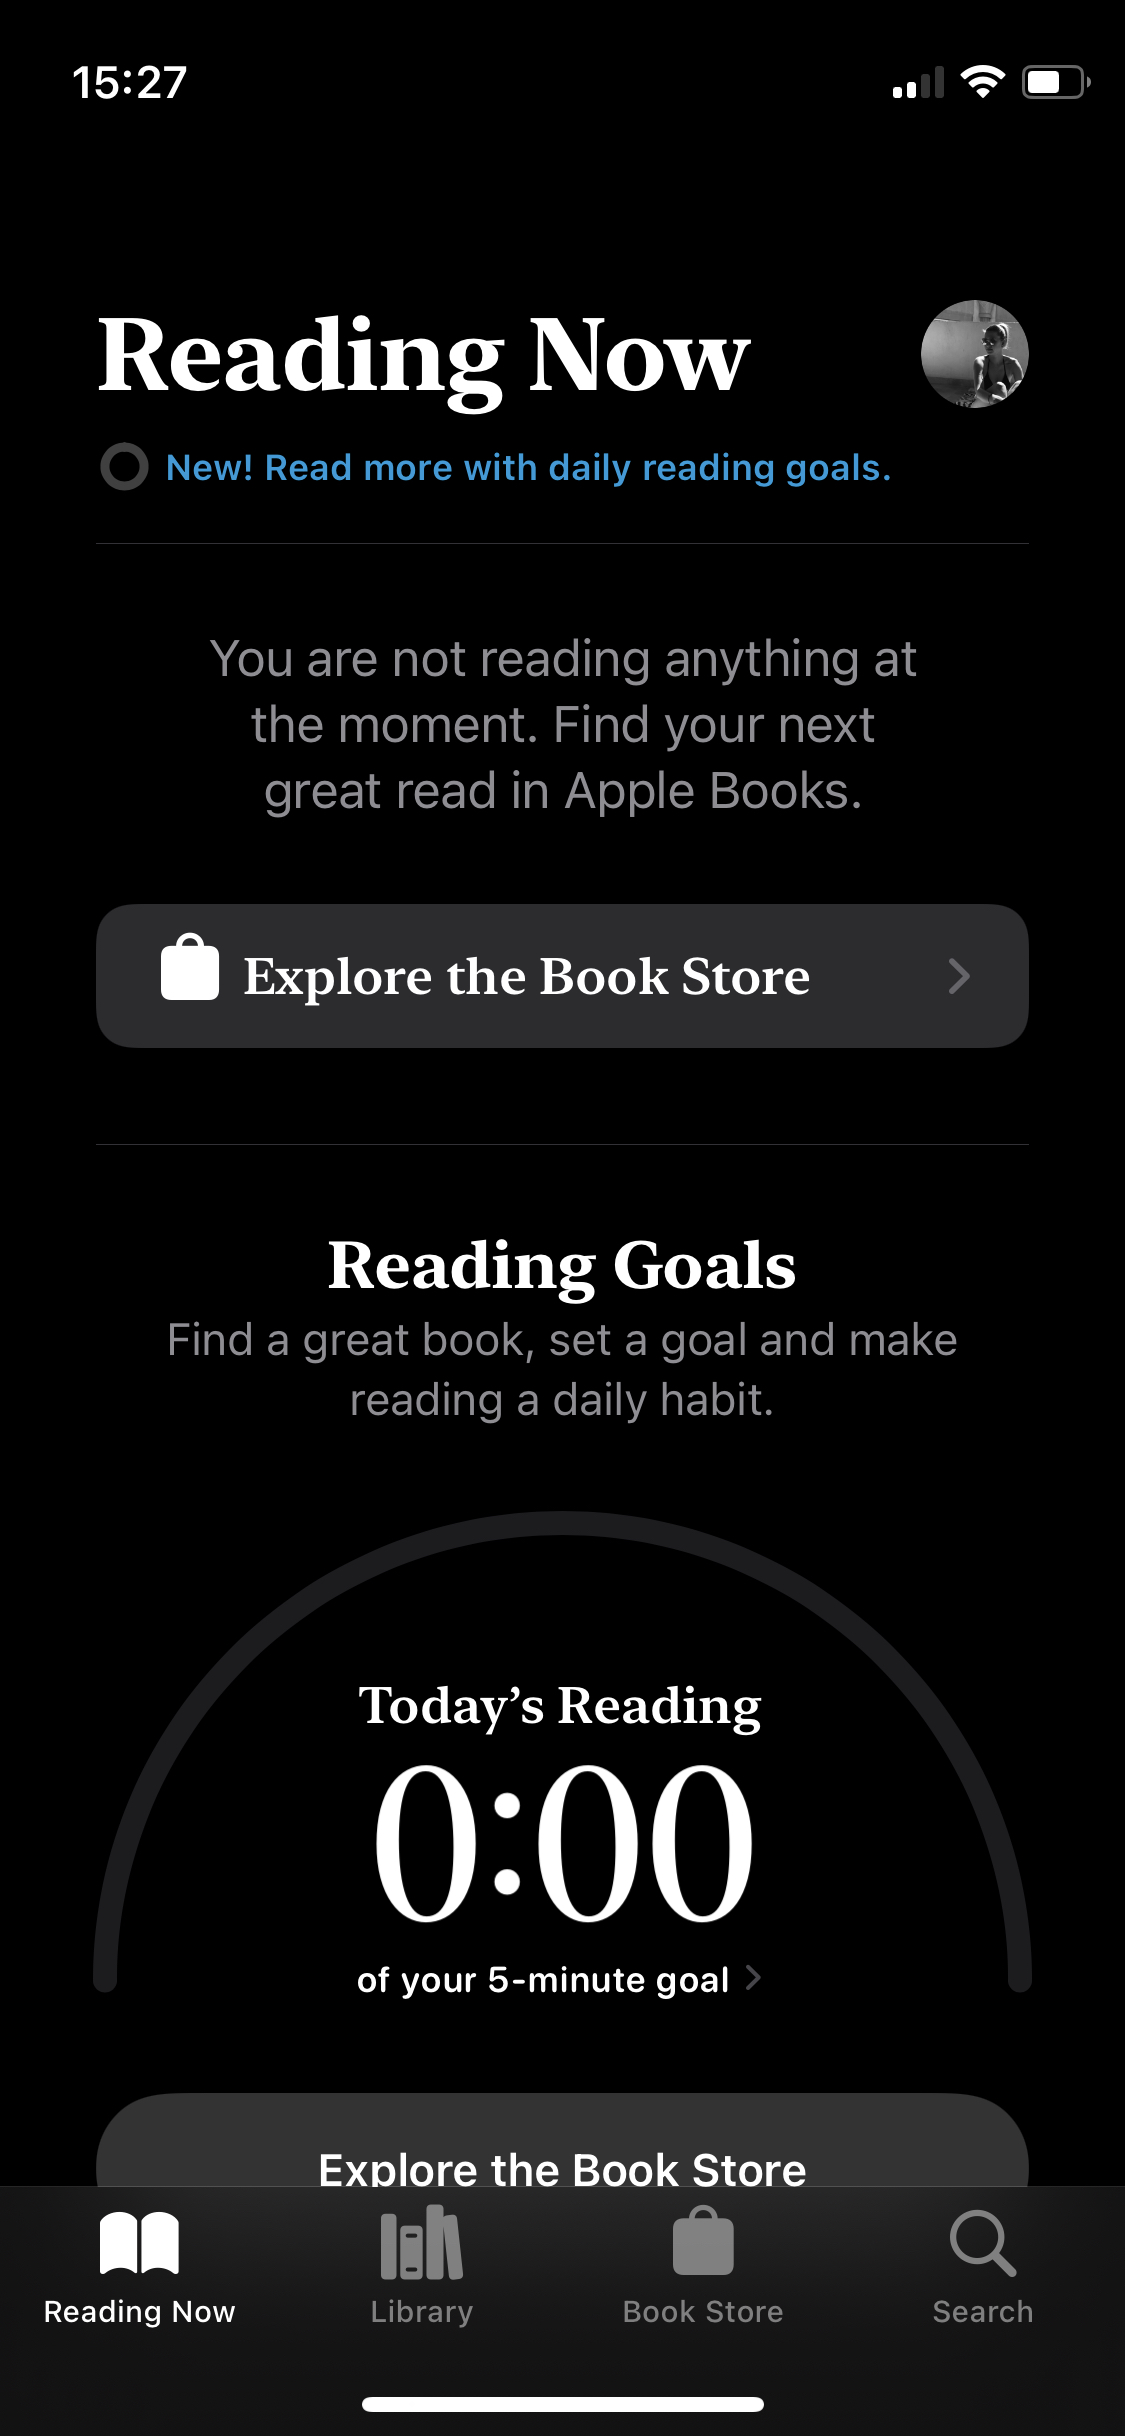 15:27
Reading Now
New! Read more with daily reading goals.
You are not reading anything at
the moment. Find your next
great read in Apple Books.
Explore the Book Store
Reading Goals
Find a great book, set a goal and make
reading a daily habit.
Today’s Reading
0:00
of your 5-minute goal
Explore the Book Store
Reading Now
Library
Book Store
Search